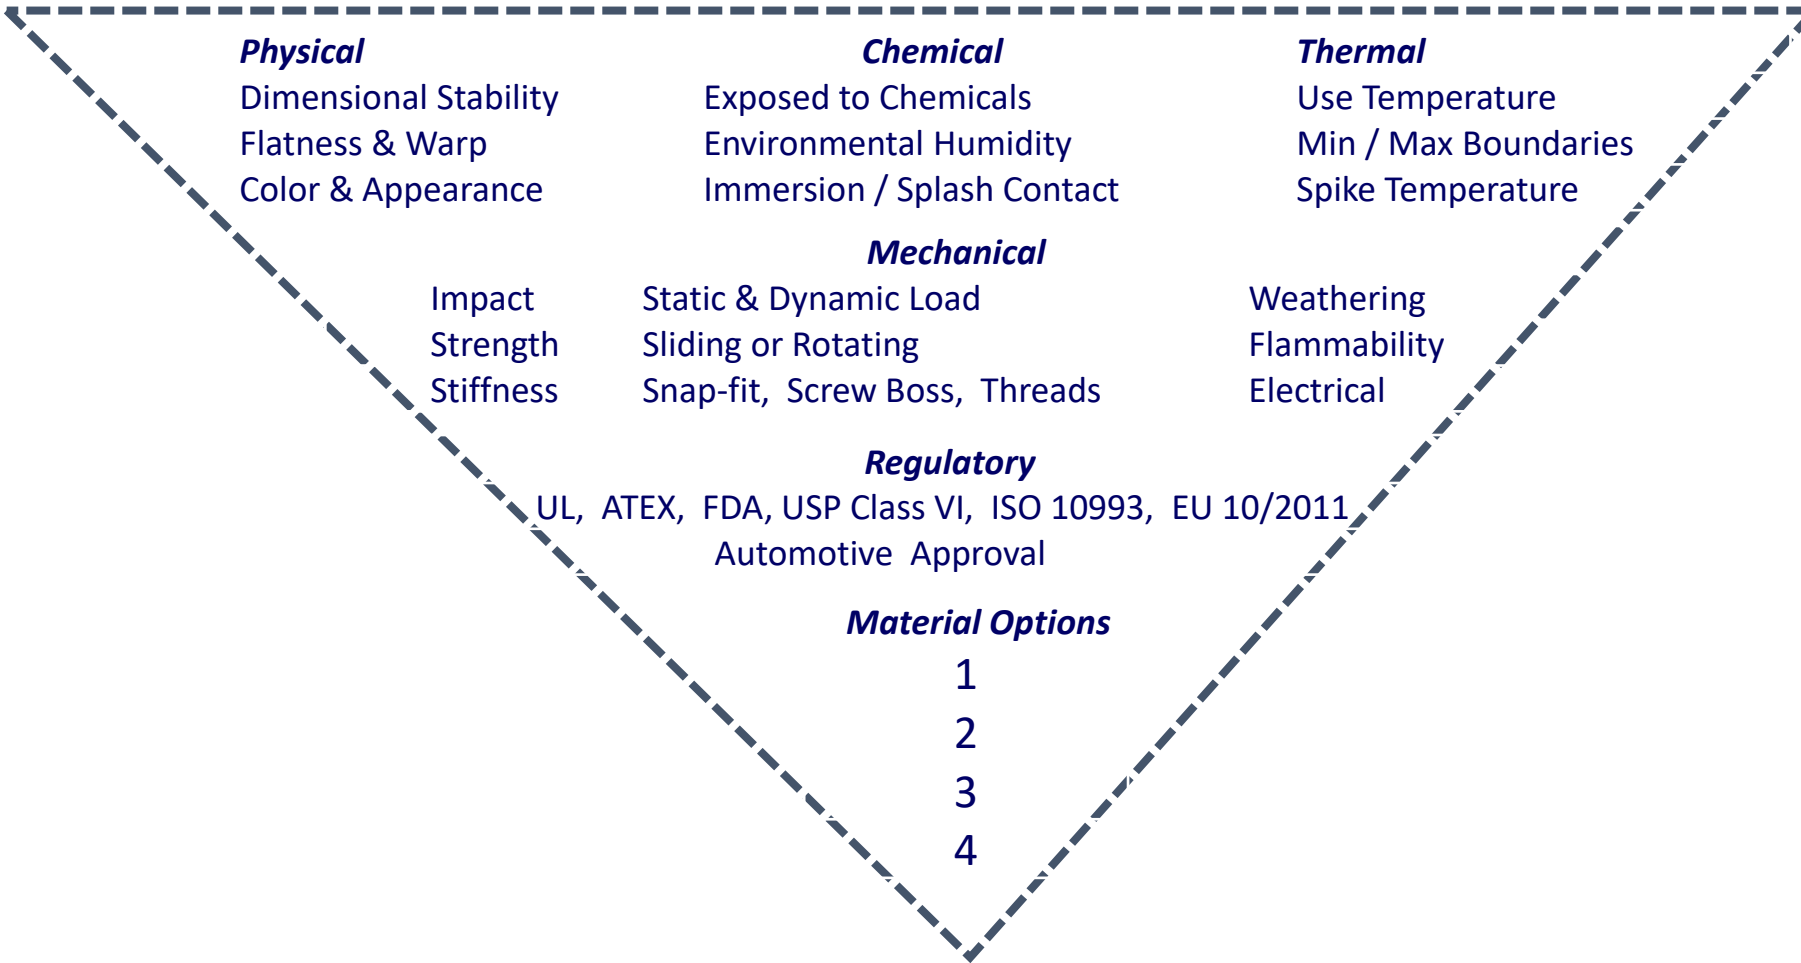 Physical Chemical Thermal
Dimensional Stability Exposed to Chemicals Use Temperature
Flatness & Warp Environmental Humidity Min / Max Boundaries
Color & Appearance Immersion / Splash Contact Spike Temperature
Mechanical
Impact Static & Dynamic Load Weathering
Strength Sliding or Rotating Flammability
Stiffness Snap-fit, Screw Boss, Threads Electrical
Regulatory
UL, ATEX, FDA, USP Class VI, ISO 10993, EU 10/2011
Automotive Approval
Material Options
1
2
3
4